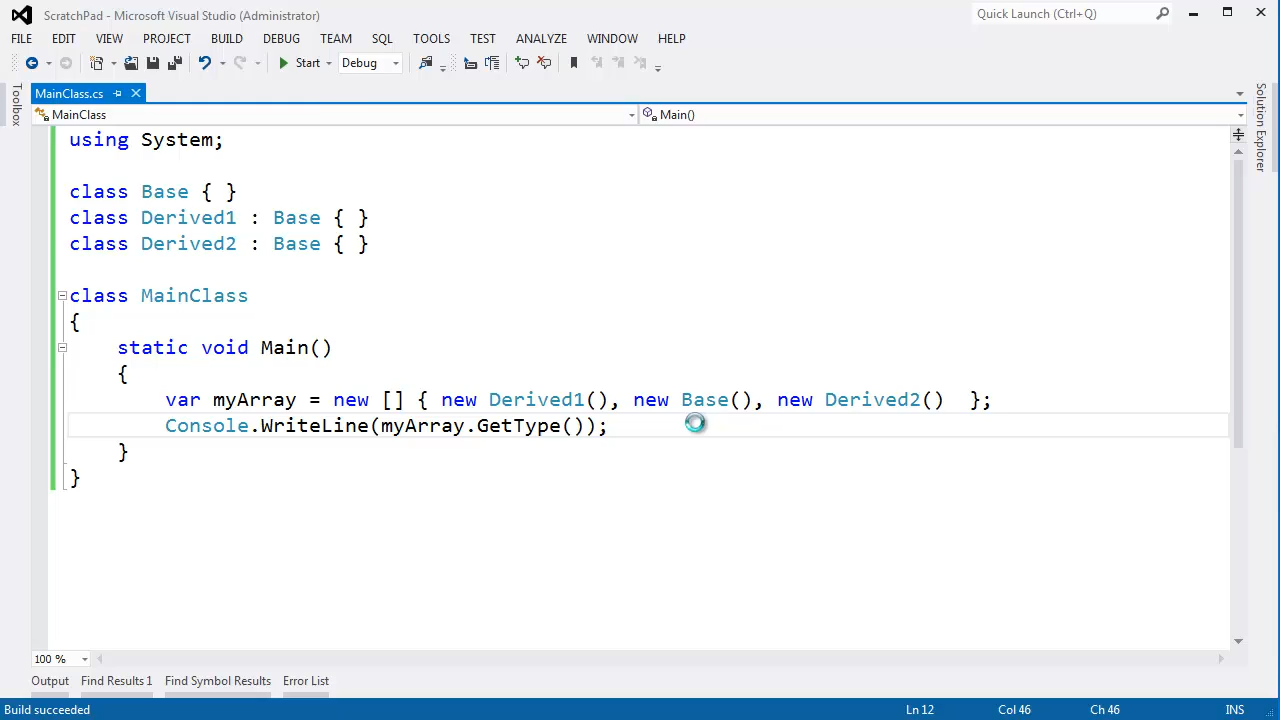 ScratchPad - Microsoft Visual Studio (Administrator)
Quick Launch (Ctrl+Q)
FILE EDIT VIEW PROJECT BUILD DEBUG TEAM SQL TOOLS TEST ANALYZE WINDOW HELP
Start Debug
Toolbox
MainClass.cs
Solution Explorer
MainClass Main()
using System;
class Base { }
class Derived1 : Base { }
class Derived2 : Base { }
class MainClass
{
static void Main()
{
var myArray = new [] { new Derived1(), new Base(), new Derived2()  };
Console.WriteLine(myArray.GetType());
}
}
100 %
Output Find Results 1 Find Symbol Results Error List
Build succeeded Ln 12 Col 46 Ch 46 INS